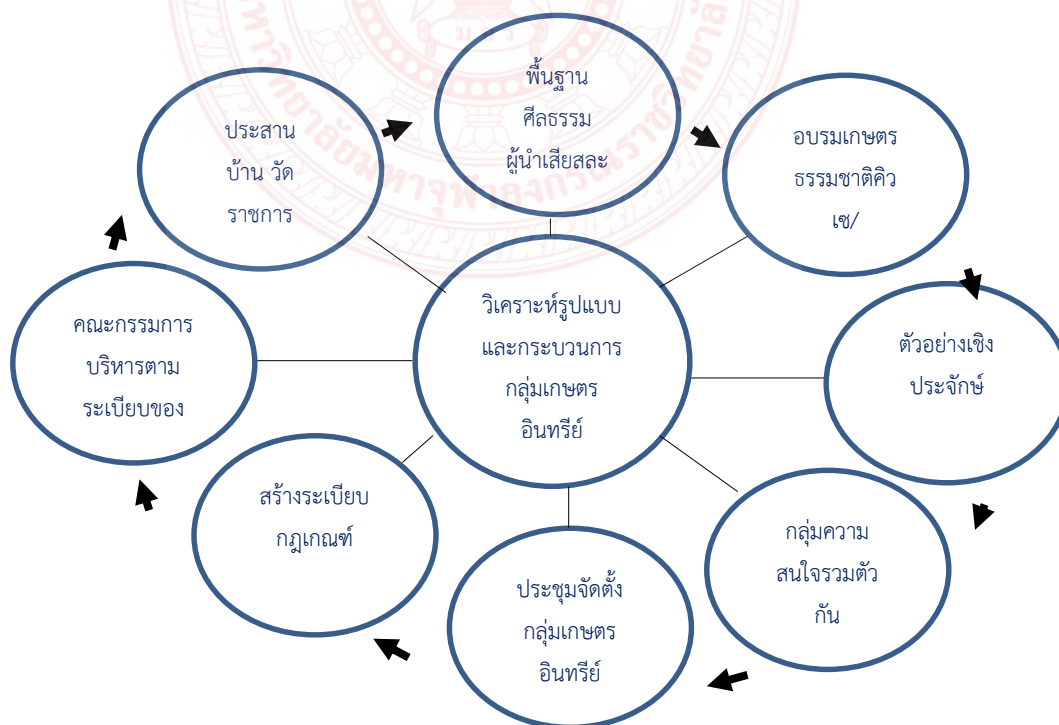 พื้นฐาน
ศีลธรรม
ผู้นำเสียสละ
อบรมเกษตร
ธรรมชาติคิว
เซ/
ตัวอย่างเชิง
ประจักษ์
กลุ่มความ
สนใจรวมตัว
กัน
ประชุมจัดตั้ง
กลุ่มเกษตร
อินทรีย์
สร้างระเบียบ
กฎเกณฑ์
คณะกรรมการ
บริหารตาม
ระเบียบของ
ประสาน
บ้าน วัด
ราชการ
วิเคราะห์รูปแบบ
และกระบวนการ
กลุ่มเกษตร
อินทรีย์